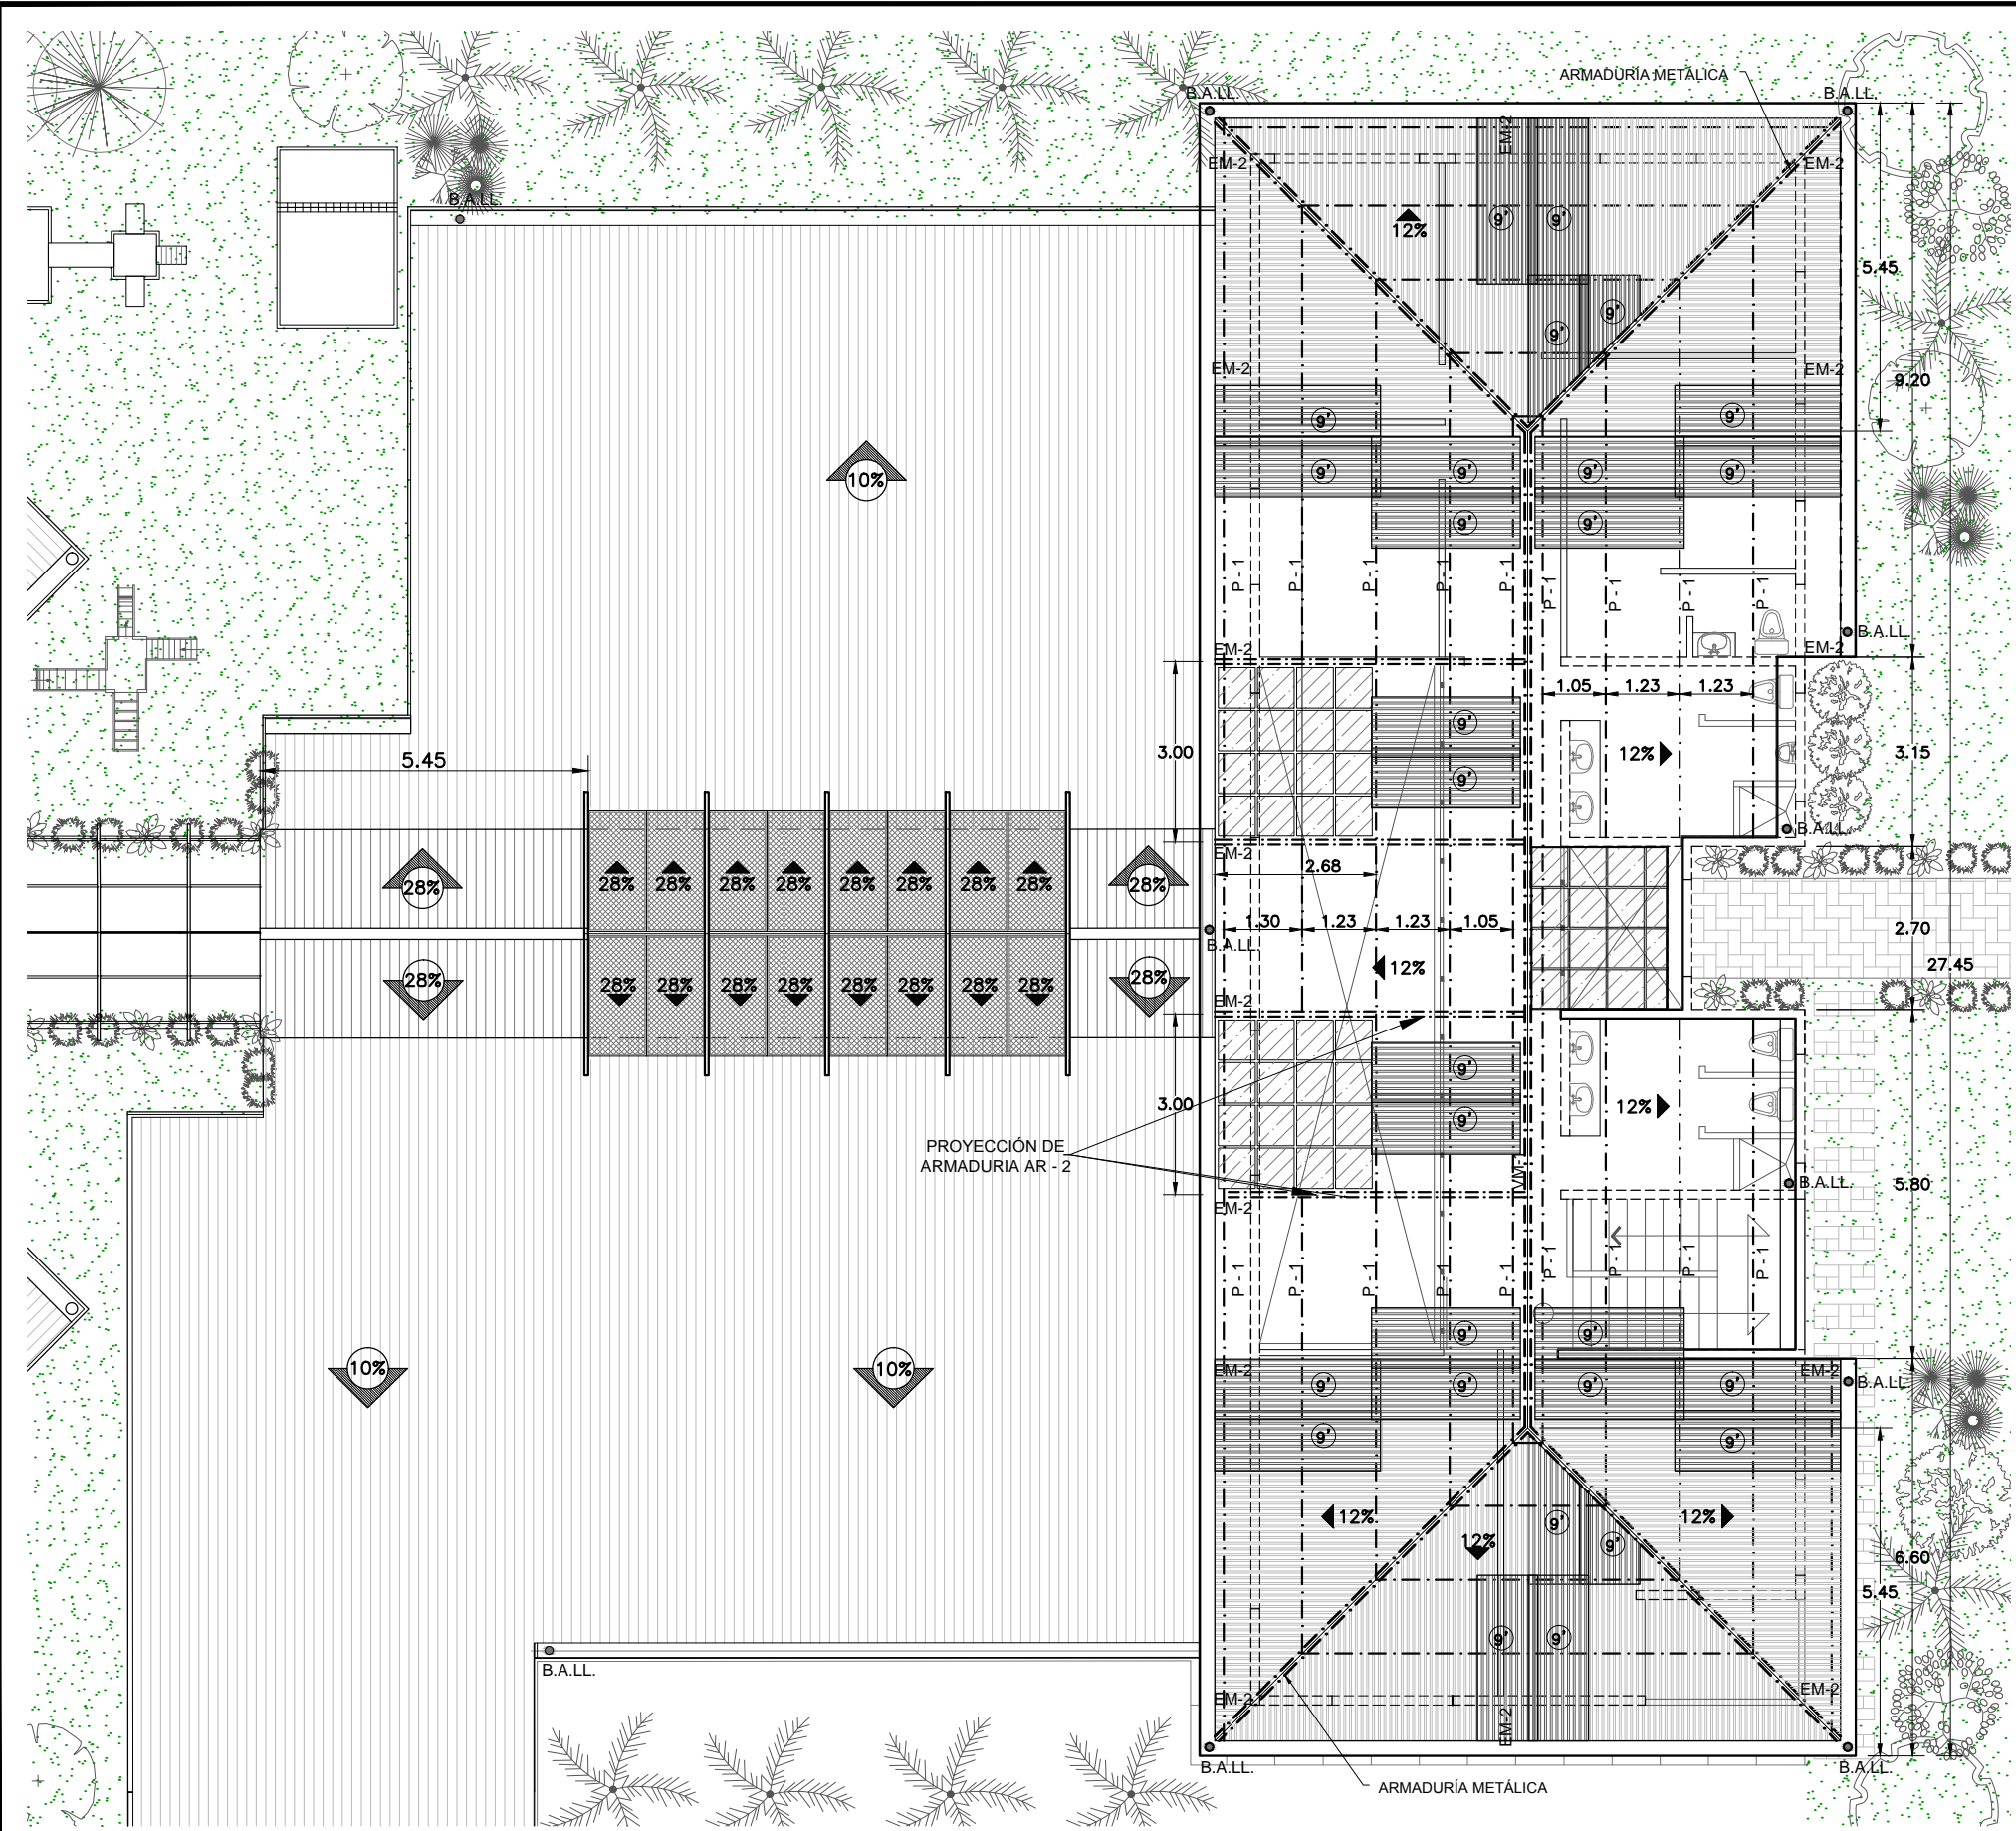 ARMADURÍA METÁLICA
B.A.LL. B.A.LL.
EM-2 EM-2 EM-2
B.A.LL.
12% 9' 9'
5.45
9' 9'
EM-2 EM-2
9.20
9' 9'
9' 9' 9' 9'
10%
9' 9'
P - 1 P - 1 P - 1 P - 1 P - 1 P - 1 P - 1 P - 1 P - 1
B.A.LL.
EM-2 EM-2
1.05 1.23 1.23
9'
3.00 12% 3.15
5.45
9'
B.A.LL.
EM-2
2.68
28% 28% 28% 28% 28% 28% 28% 28% 28% 28%
1.30 1.23 1.23 1.05
2.70
B.A.LL.
12%
27.45
28% 28% 28% 28% 28% 28% 28% 28% 28% 28%
EM-2
9'
3.00 12%
9'
PROYECCIÓN DE
ARMADURIA AR - 2
VM-
B.A.LL.
5.80
EM-2
P - 1 P - 1 P - 1 P - 1 P - 1 P - 1 P - 1 P - 1 P - 1
9' 9'
10% 10%
EM-2 EM-2
9' 9' 9' 9'
B.A.LL.
9' 9'
12% 12% 9' 12%
9'
6.60
5.45
9' 9'
B.A.LL.
EM-2 EM-2 EM-2
B.A.LL. B.A.LL.
ARMADURÍA METÁLICA